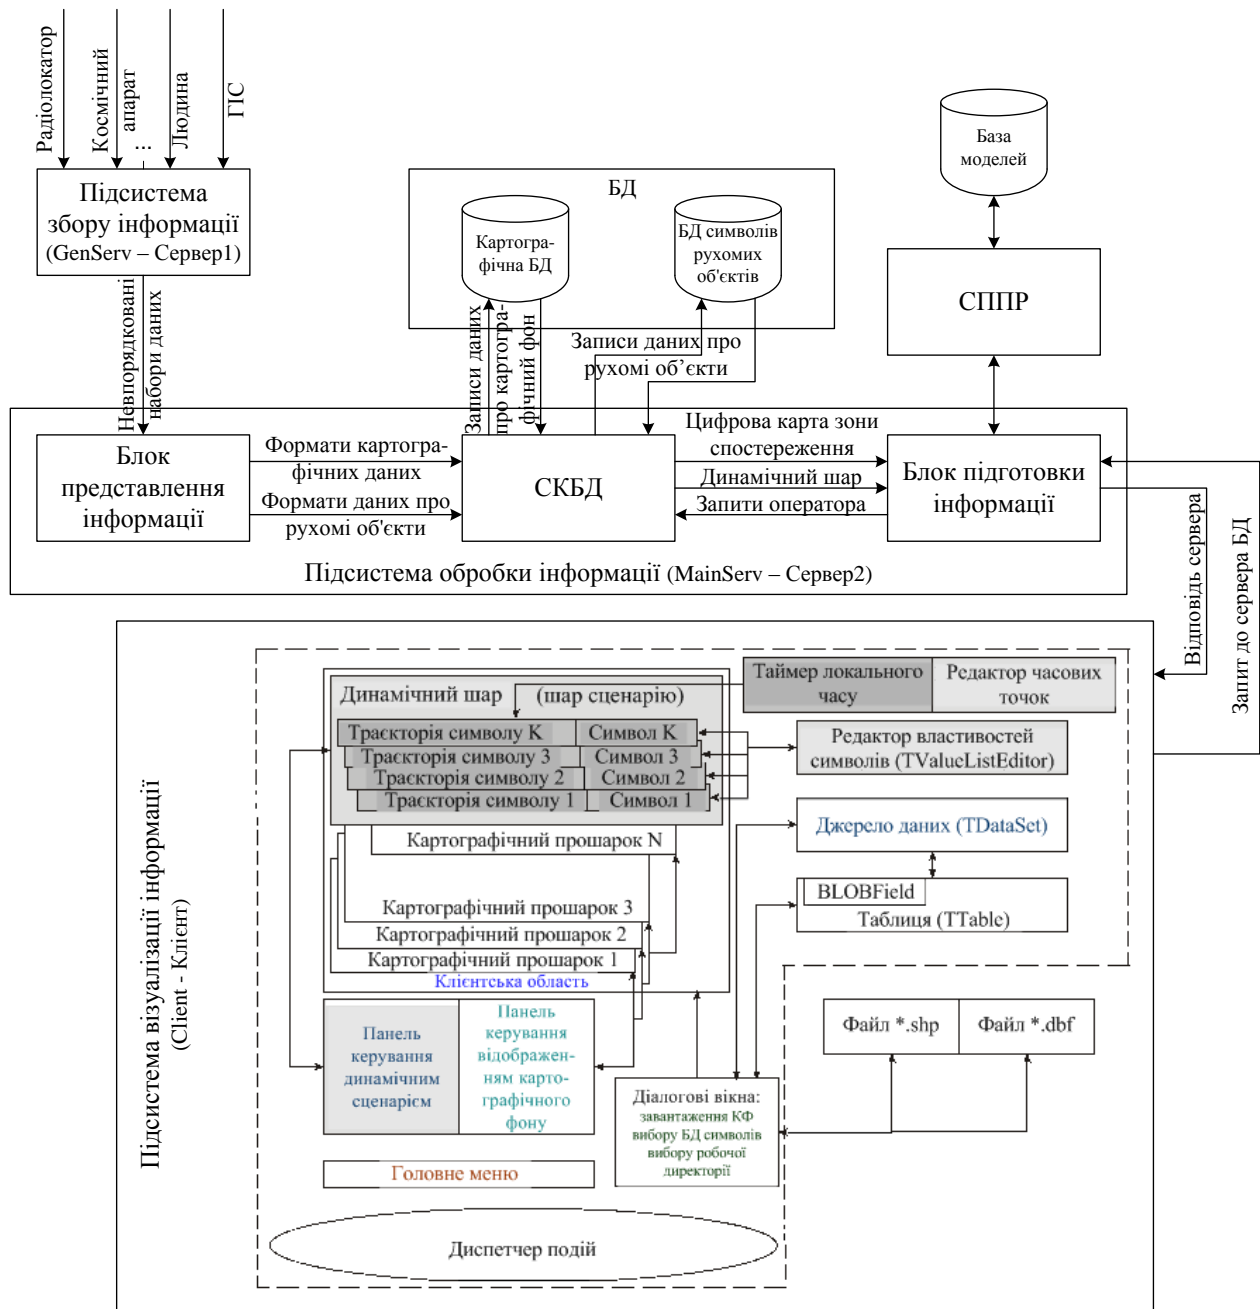 Радіолокатор
Космічний
апарат
...
Людина
ГІС
Підсистема
збору інформації
(GenServ – Сервер1)
Невпорядковані
набори даних
БД
Картогра-
фічна БД
БД символів
рухомих
об'єктів
База
моделей
СППР
Записи даних
про картогра-
фічний фон
Записи даних про
рухомі об’єкти
Блок
представлення
інформації
Формати картогра-
фічних даних
Формати даних про
рухомі об'єкти
СКБД
Цифрова карта зони
спостереження
Динамічний шар
Запити оператора
Блок підготовки
інформації
Підсистема обробки інформації (MainServ – Сервер2)
Відповідь сервера
Запит до сервера БД
Підсистема візуалізації інформації
(Client - Клієнт)
Динамічний шар (шар сценарію)
Таймер локального
часу
Редактор часових
точок
Траєкторія символу K Символ K
Траєкторія символу 3 Символ 3
Траєкторія символу 2 Символ 2
Траєкторія символу 1 Символ 1
Редактор властивостей
символів (TValueListEditor)
Картографічний прошарок N
Картографічний прошарок 3
Картографічний прошарок 2
Картографічний прошарок 1
Клієнтська область
Джерело даних (TDataSet)
BLOBField
Таблиця (TTable)
Файл *.shp
Файл *.dbf
Панель
керування
динамічним
сценарієм
Панель
керування
відображен-
ням карто-
графічного
фону
Діалогові вікна:
завантаження КФ
вибору БД символів
вибору робочої
директорії
Головне меню
Диспетчер подій